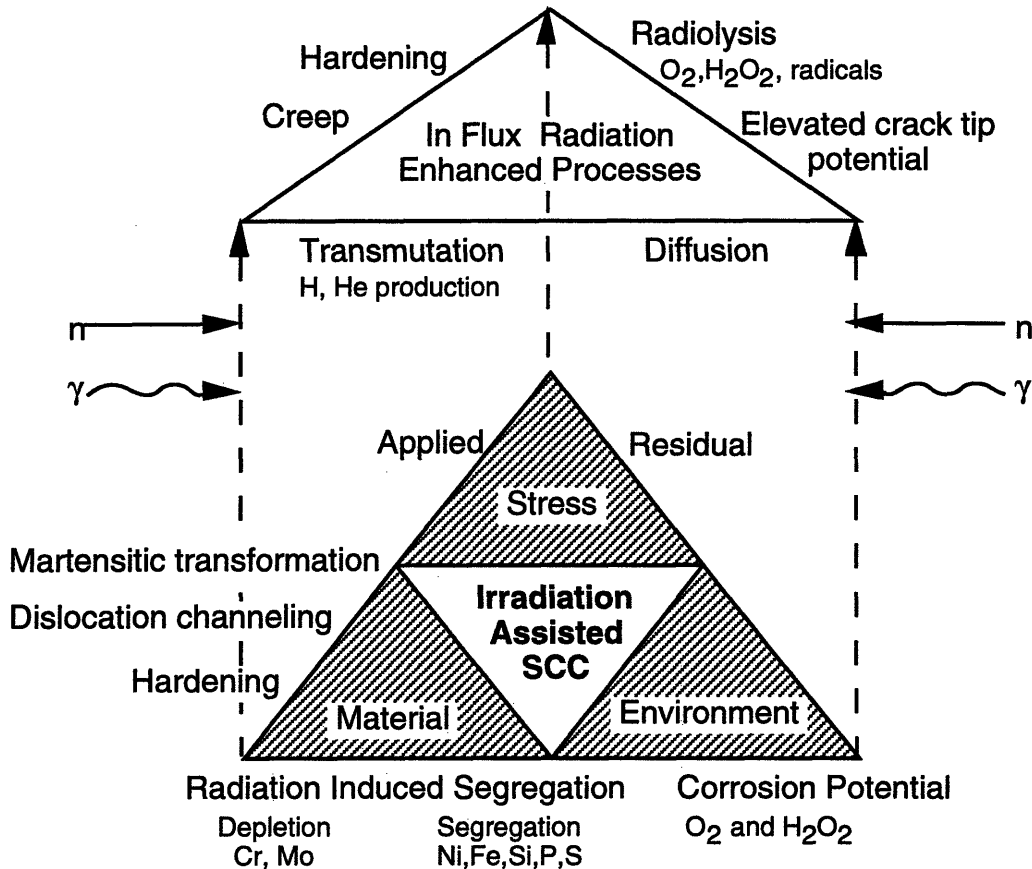 Hardening
Radiolysis
O₂,H₂O₂, radicals
Creep
Elevated crack tip
potential
In Flux Radiation
Enhanced Processes
Transmutation
H, He production
Diffusion
n
n
γ
γ
Applied
Residual
Stress
Martensitic transformation
Dislocation channeling
Hardening
Irradiation
Assisted
SCC
Material
Environment
Radiation Induced Segregation
Depletion
Cr, Mo
Segregation
Ni,Fe,Si,P,S
Corrosion Potential
O₂ and H₂O₂